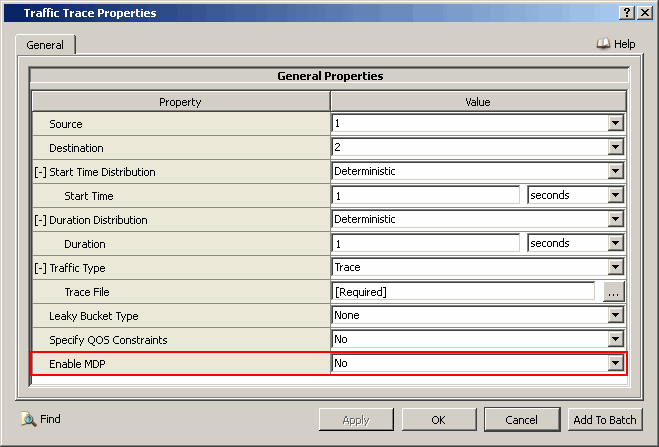 Traffic Trace Properties
General
Help
General Properties
Property Value
Source 1
Destination 2
[-] Start Time Distribution Deterministic
Start Time 1 seconds
[-] Duration Distribution Deterministic
Duration 1 seconds
[-] Traffic Type Trace
Trace File [Required] ...
Leaky Bucket Type None
Specify QOS Constraints No
Enable MDP No
Find Apply OK Cancel Add To Batch